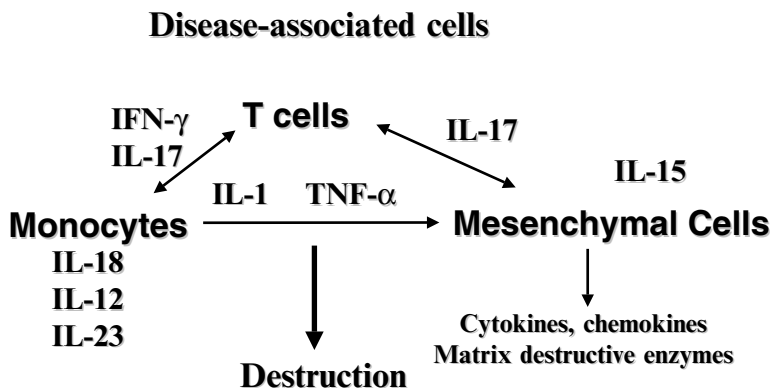 Disease-associated cells
IFN-γ
IL-17
T cells
IL-17
IL-15
IL-1 TNF-α
Monocytes
Mesenchymal Cells
IL-18
IL-12
IL-23
Cytokines, chemokines
Matrix destructive enzymes
Destruction